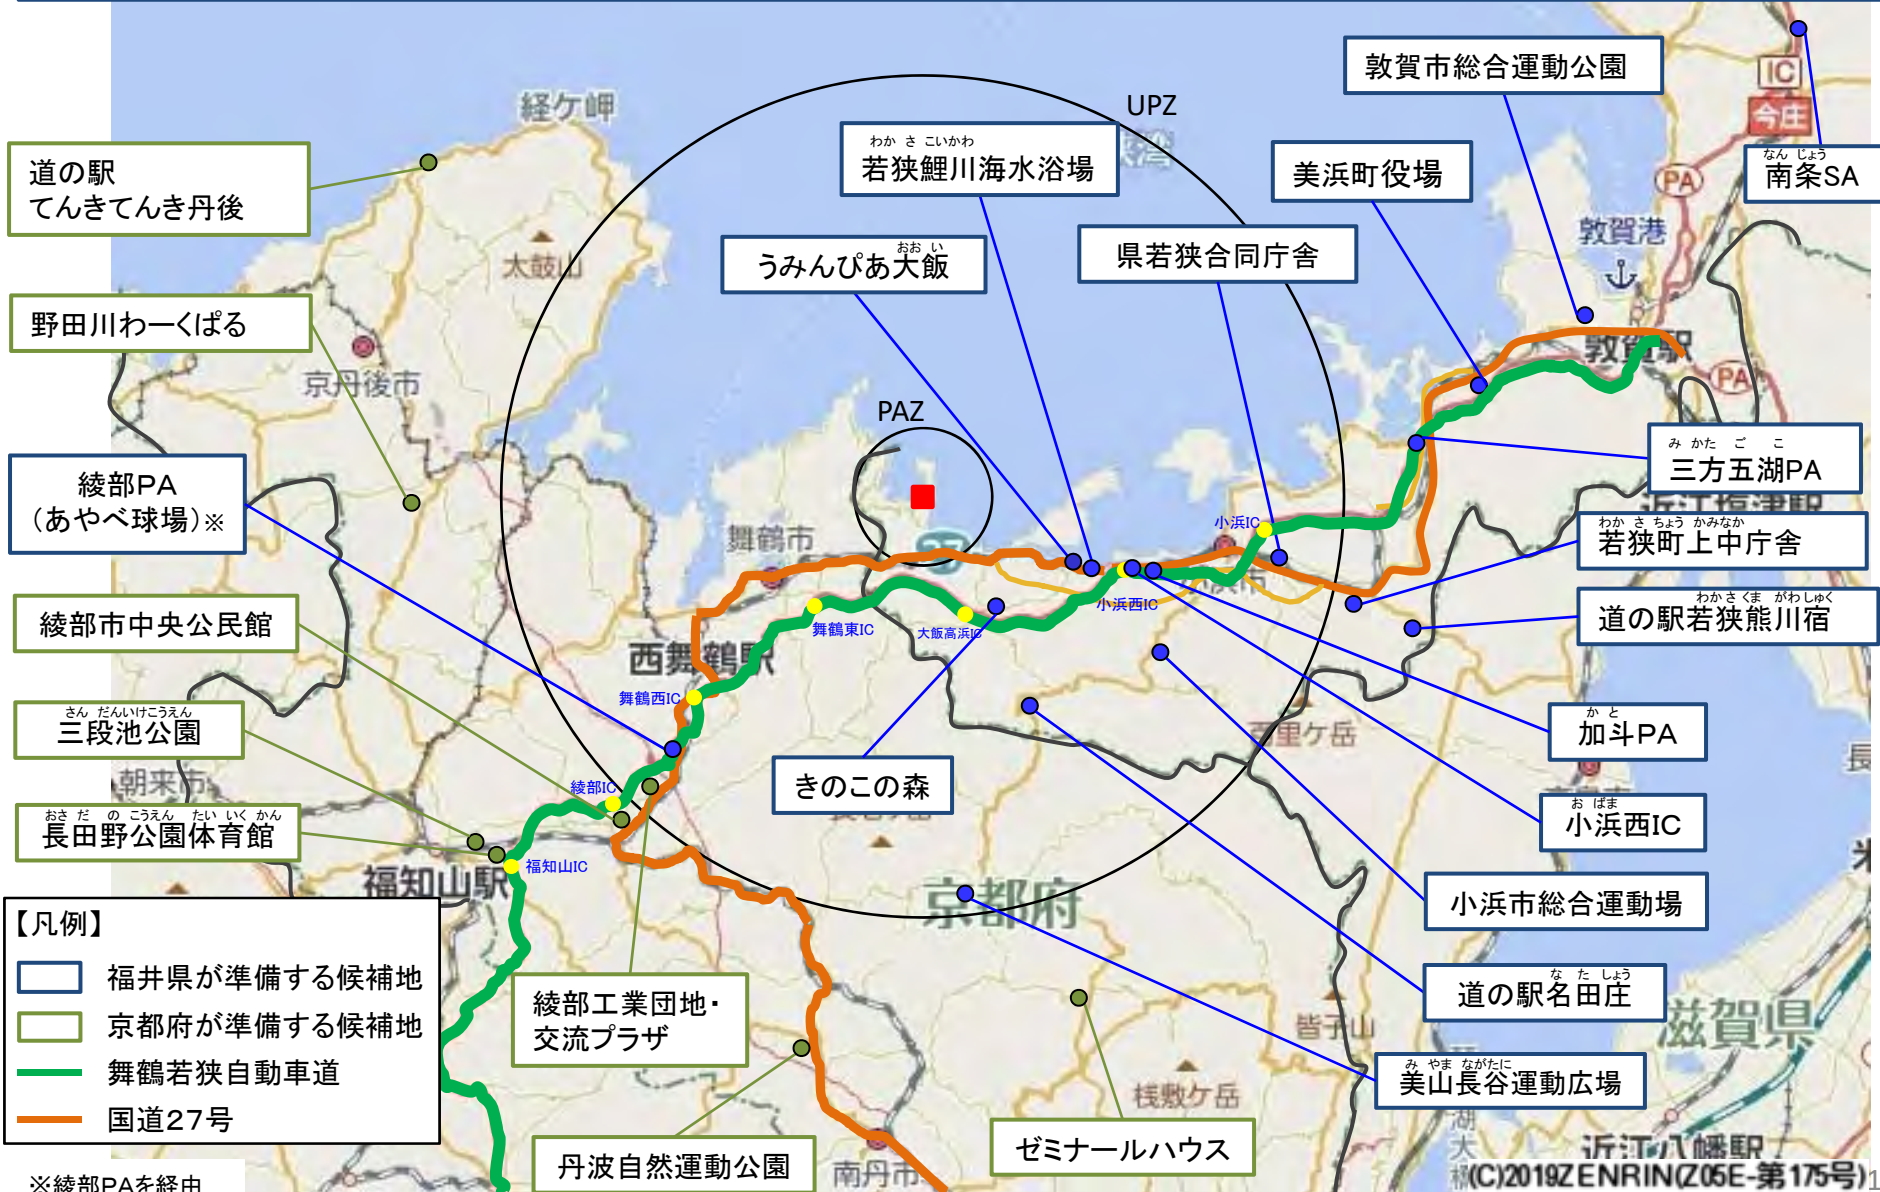 経ケ岬
UPZ
敦賀市総合運動公園
IC
今庄
わかさこいかわ
若狭鯉川海水浴場
湾
美浜町役場
PA
なんじょう
南条SA
道の駅
てんきてんき丹後
太鼓山
おおい
うみんぴあ大飯
県若狭合同庁舎
敦賀港
野田川わーくぱる
京丹後市
敦賀駅
PA
PAZ
みかたごこ
三方五湖PA
近江塩津駅
綾部PA
(あやべ球場)※
舞鶴市
27
小浜IC
わかさちょうかみなか
若狭町上中庁舎
綾部市中央公民館
舞鶴東IC
大飯高浜IC
小浜西IC
わかさくまがわしゅく
道の駅若狭熊川宿
西舞鶴駅
舞鶴西IC
さんだんいけこうえん
三段池公園
百里ケ岳
かと
加斗PA
朝来市
綾部IC
きのこの森
おばま
小浜西IC
おさだのこうえんたいいくかん
長田野公園体育館
福知山IC
福知山駅
京都府
小浜市総合運動場
【凡例】
福井県が準備する候補地
京都府が準備する候補地
舞鶴若狭自動車道
国道27号
綾部工業団地・
交流プラザ
なたしょう
道の駅名田庄
滋賀県
皆子山
みやまながたに
美山長谷運動広場
桟敷ケ岳
丹波自然運動公園
南丹市
ゼミナールハウス
近江八幡駅
※綾部PAを経由
(C)2019ZENRIN(Z05E-第175号)
1